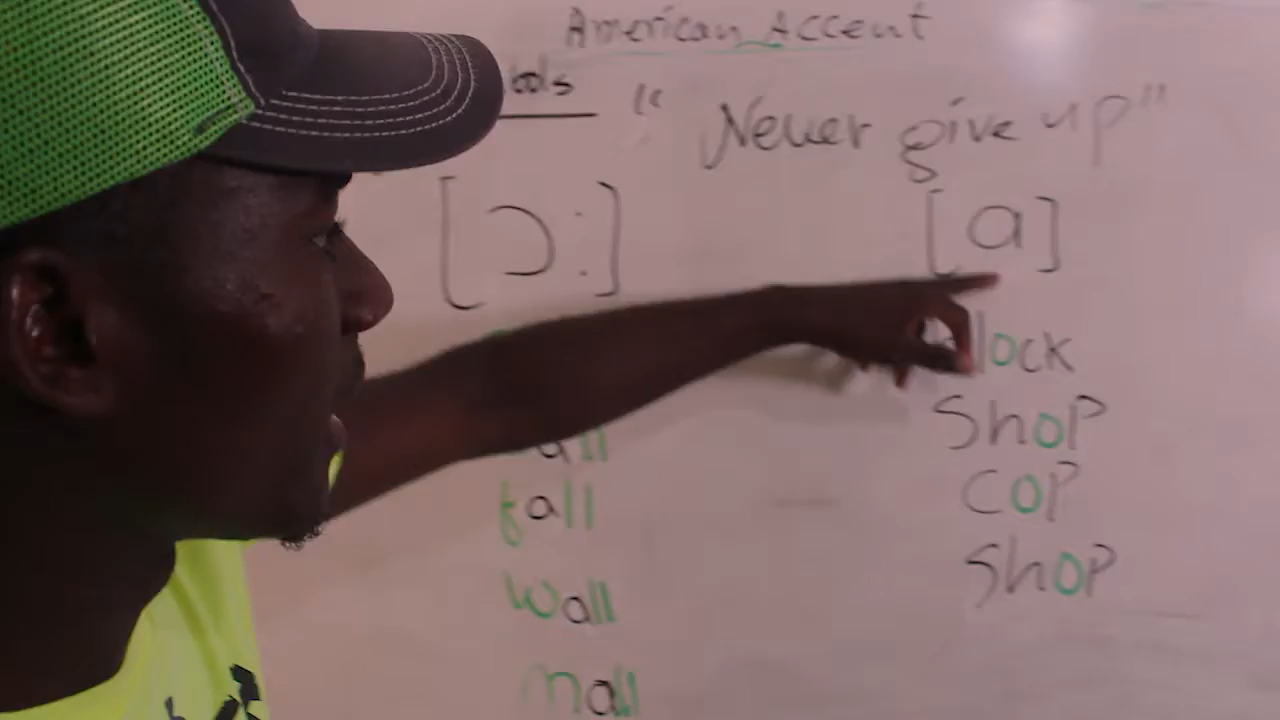 American Accent
"Never give up"
[ɔ:]
[a]
fall
wall
mall
lock
Shop
cop
Shop